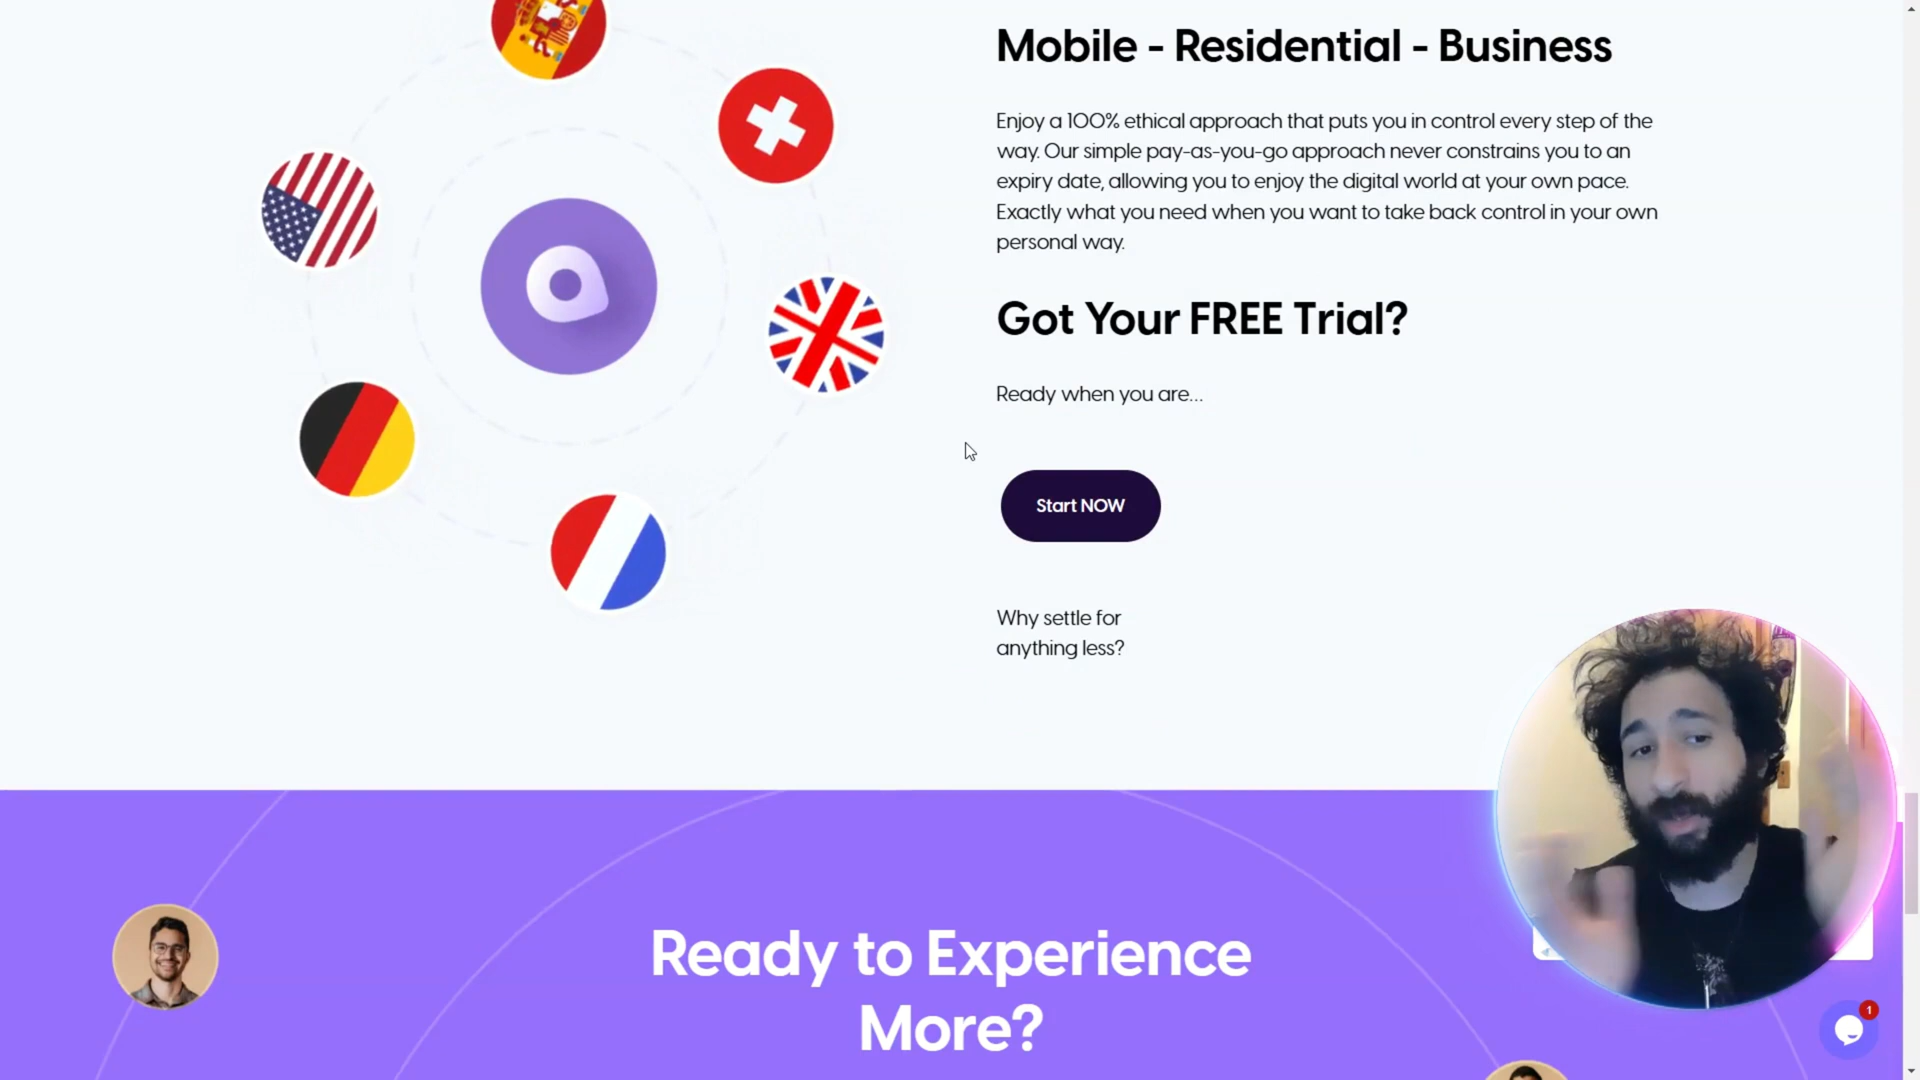 Mobile - Residential - Business
Enjoy a 100% ethical approach that puts you in control every step of the
way. Our simple pay-as-you-go approach never constrains you to an
expiry date, allowing you to enjoy the digital world at your own pace.
Exactly what you need when you want to take back control in your own
personal way.
Got Your FREE Trial?
Ready when you are...
Start NOW
Why settle for
anything less?
Ready to Experience
More?
1